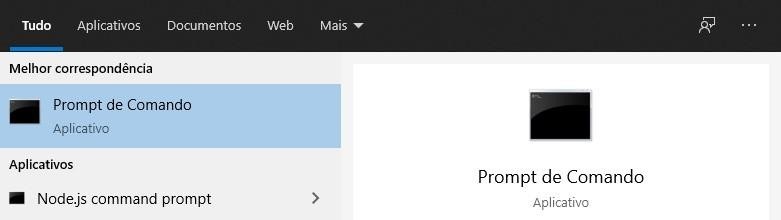 Tudo Aplicativos Documentos Web Mais
Melhor correspondência
Prompt de Comando
Aplicativo
Aplicativos
Node.js command prompt
Prompt de Comando
Aplicativo